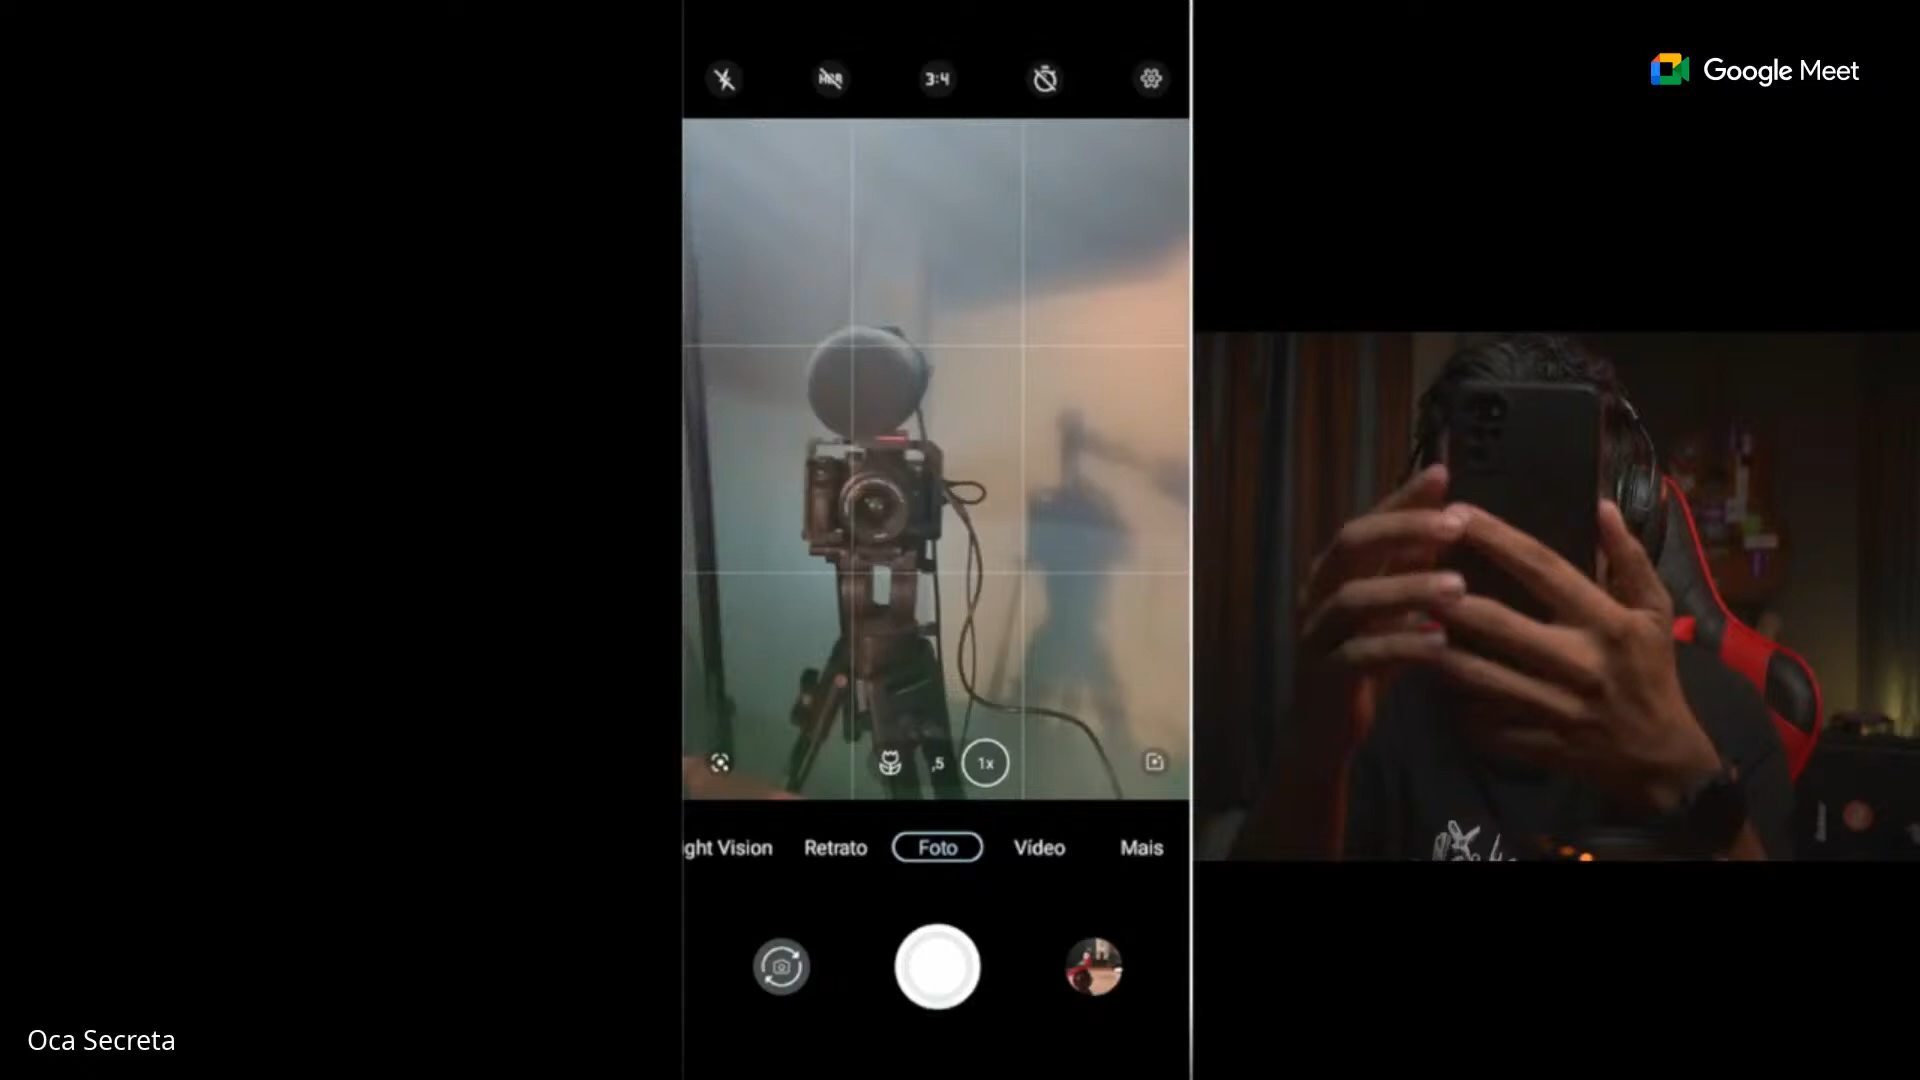 3:4
Google Meet
,5
1x
ght Vision
Retrato
Foto
Vídeo
Mais
Oca Secreta